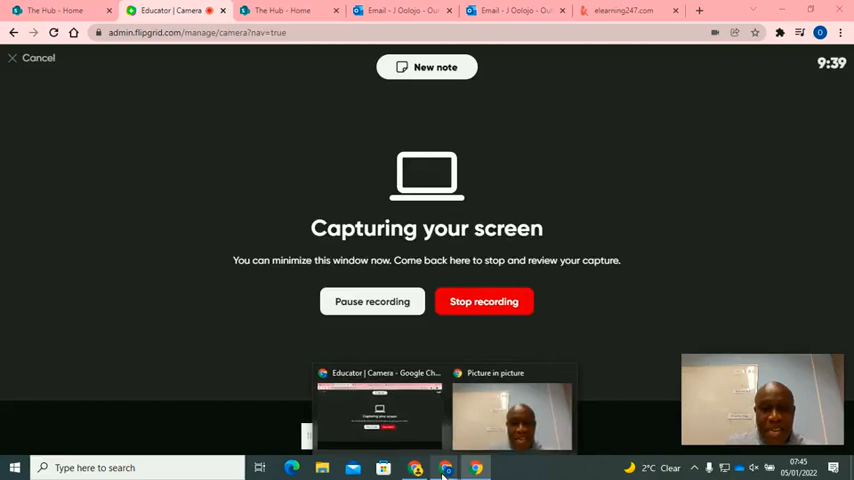 The Hub - Home
Educator | Camera
The Hub - Home
Email - J Oolojo - Ou
Email - J Oolojo - Out
elearning247.com
admin.flipgrid.com/manage/camera?nav=true
Cancel
New note
9:39
Capturing your screen
You can minimize this window now. Come back here to stop and review your capture.
Pause recording
Stop recording
Educator | Camera - Google Ch...
Picture in picture
Type here to search
2°C Clear
07:45
05/01/2022